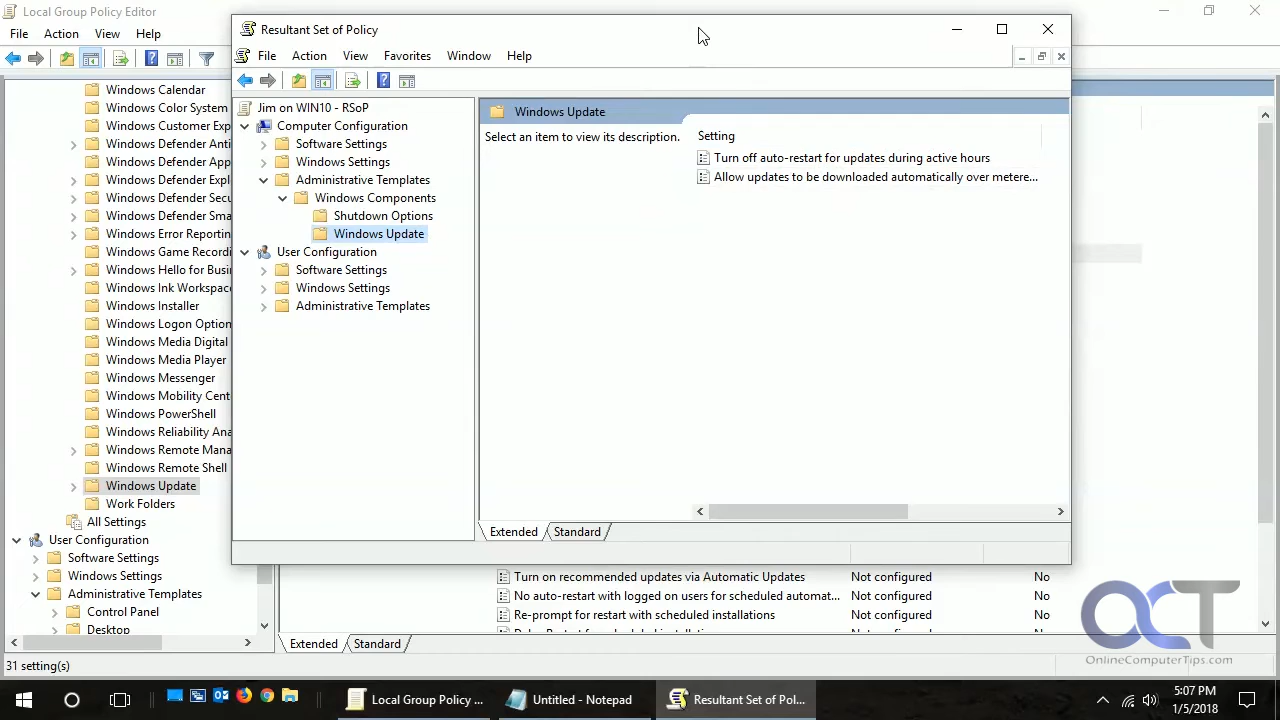 Local Group Policy Editor
File Action View Help
Windows Calendar
Windows Color System
Windows Customer Exp
Windows Defender Anti
Windows Defender App
Windows Defender Expl
Windows Defender Secu
Windows Defender Sma
Windows Error Reportin
Windows Game Recordi
Windows Hello for Busi
Windows Ink Workspace
Windows Installer
Windows Logon Option
Windows Media Digital
Windows Media Player
Windows Messenger
Windows Mobility Cent
Windows PowerShell
Windows Reliability Ana
Windows Remote Mana
Windows Remote Shell
Windows Update
Work Folders
All Settings
User Configuration
Software Settings
Windows Settings
Administrative Templates
Control Panel
Desktop
Resultant Set of Policy
File Action View Favorites Window Help
Jim on WIN10 - RSoP
Computer Configuration
Software Settings
Windows Settings
Administrative Templates
Windows Components
Shutdown Options
Windows Update
User Configuration
Software Settings
Windows Settings
Administrative Templates
Windows Update
Select an item to view its description.
Setting
Turn off auto-restart for updates during active hours
Allow updates to be downloaded automatically over metere...
Extended Standard
Turn on recommended updates via Automatic Updates Not configured No
No auto-restart with logged on users for scheduled automat... Not configured No
Re-prompt for restart with scheduled installations Not configured No
Extended Standard
31 setting(s)
OCT
OnlineComputerTips.com
Local Group Policy ...
Untitled - Notepad
Resultant Set of Pol...
5:07 PM
1/5/2018